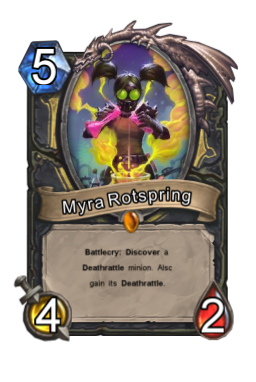 5
Myra Rotspring
Battlecry: Discover a
Deathrattle minion. Also
gain its Deathrattle.
4
2